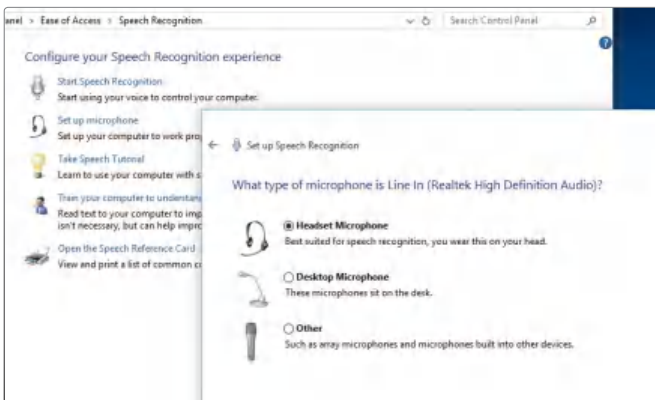 anel > Ease of Access > Speech Recognition
Search Control Panel
Configure your Speech Recognition experience
Start Speech Recognition
Start using your voice to control your computer.
Set up microphone
Set up your computer to work pro
Take Speech Tutorial
Learn to use your computer with s
Train your computer to understan
Read text to your computer to imp
isn't necessary, but can help impro
Open the Speech Reference Card
View and print a list of common co
Set up Speech Recognition
What type of microphone is Line In (Realtek High Definition Audio)?
Headset Microphone
Best suited for speech recognition, you wear this on your head.
Desktop Microphone
These microphones sit on the desk.
Other
Such as array microphones and microphones built into other devices.